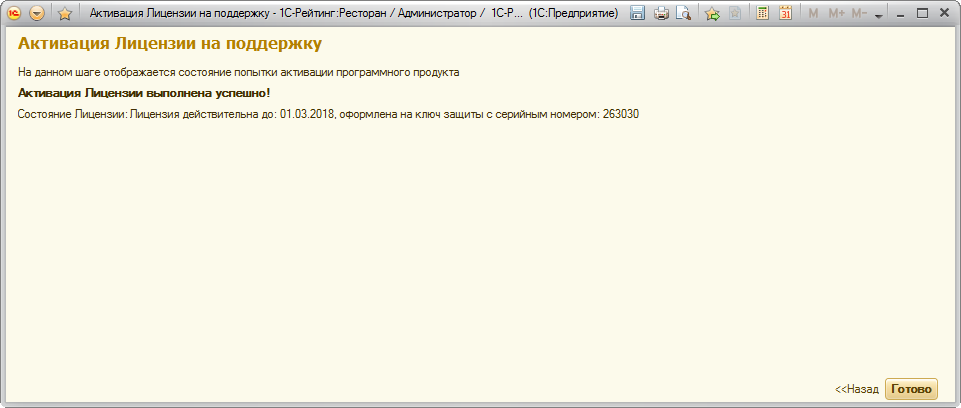 Активация Лицензии на поддержку - 1С-Рейтинг:Ресторан / Администратор / 1С-Р... (1С:Предприятие) M M+ M-
Активация Лицензии на поддержку
На данном шаге отображается состояние попытки активации программного продукта
Активация Лицензии выполнена успешно!
Состояние Лицензии: Лицензия действительна до: 01.03.2018, оформлена на ключ защиты с серийным номером: 263030
<<Назад Готово